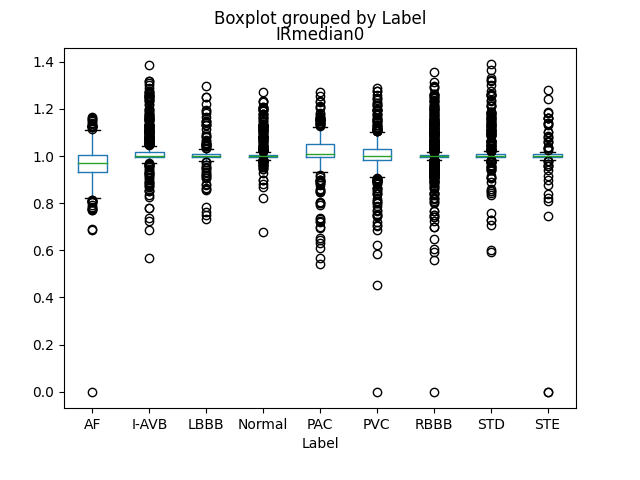 Boxplot grouped by Label
IRmedian0
1.4
1.2
1.0
0.8
0.6
0.4
0.2
0.0
AF I-AVB LBBB Normal PAC PVC RBBB STD STE
Label